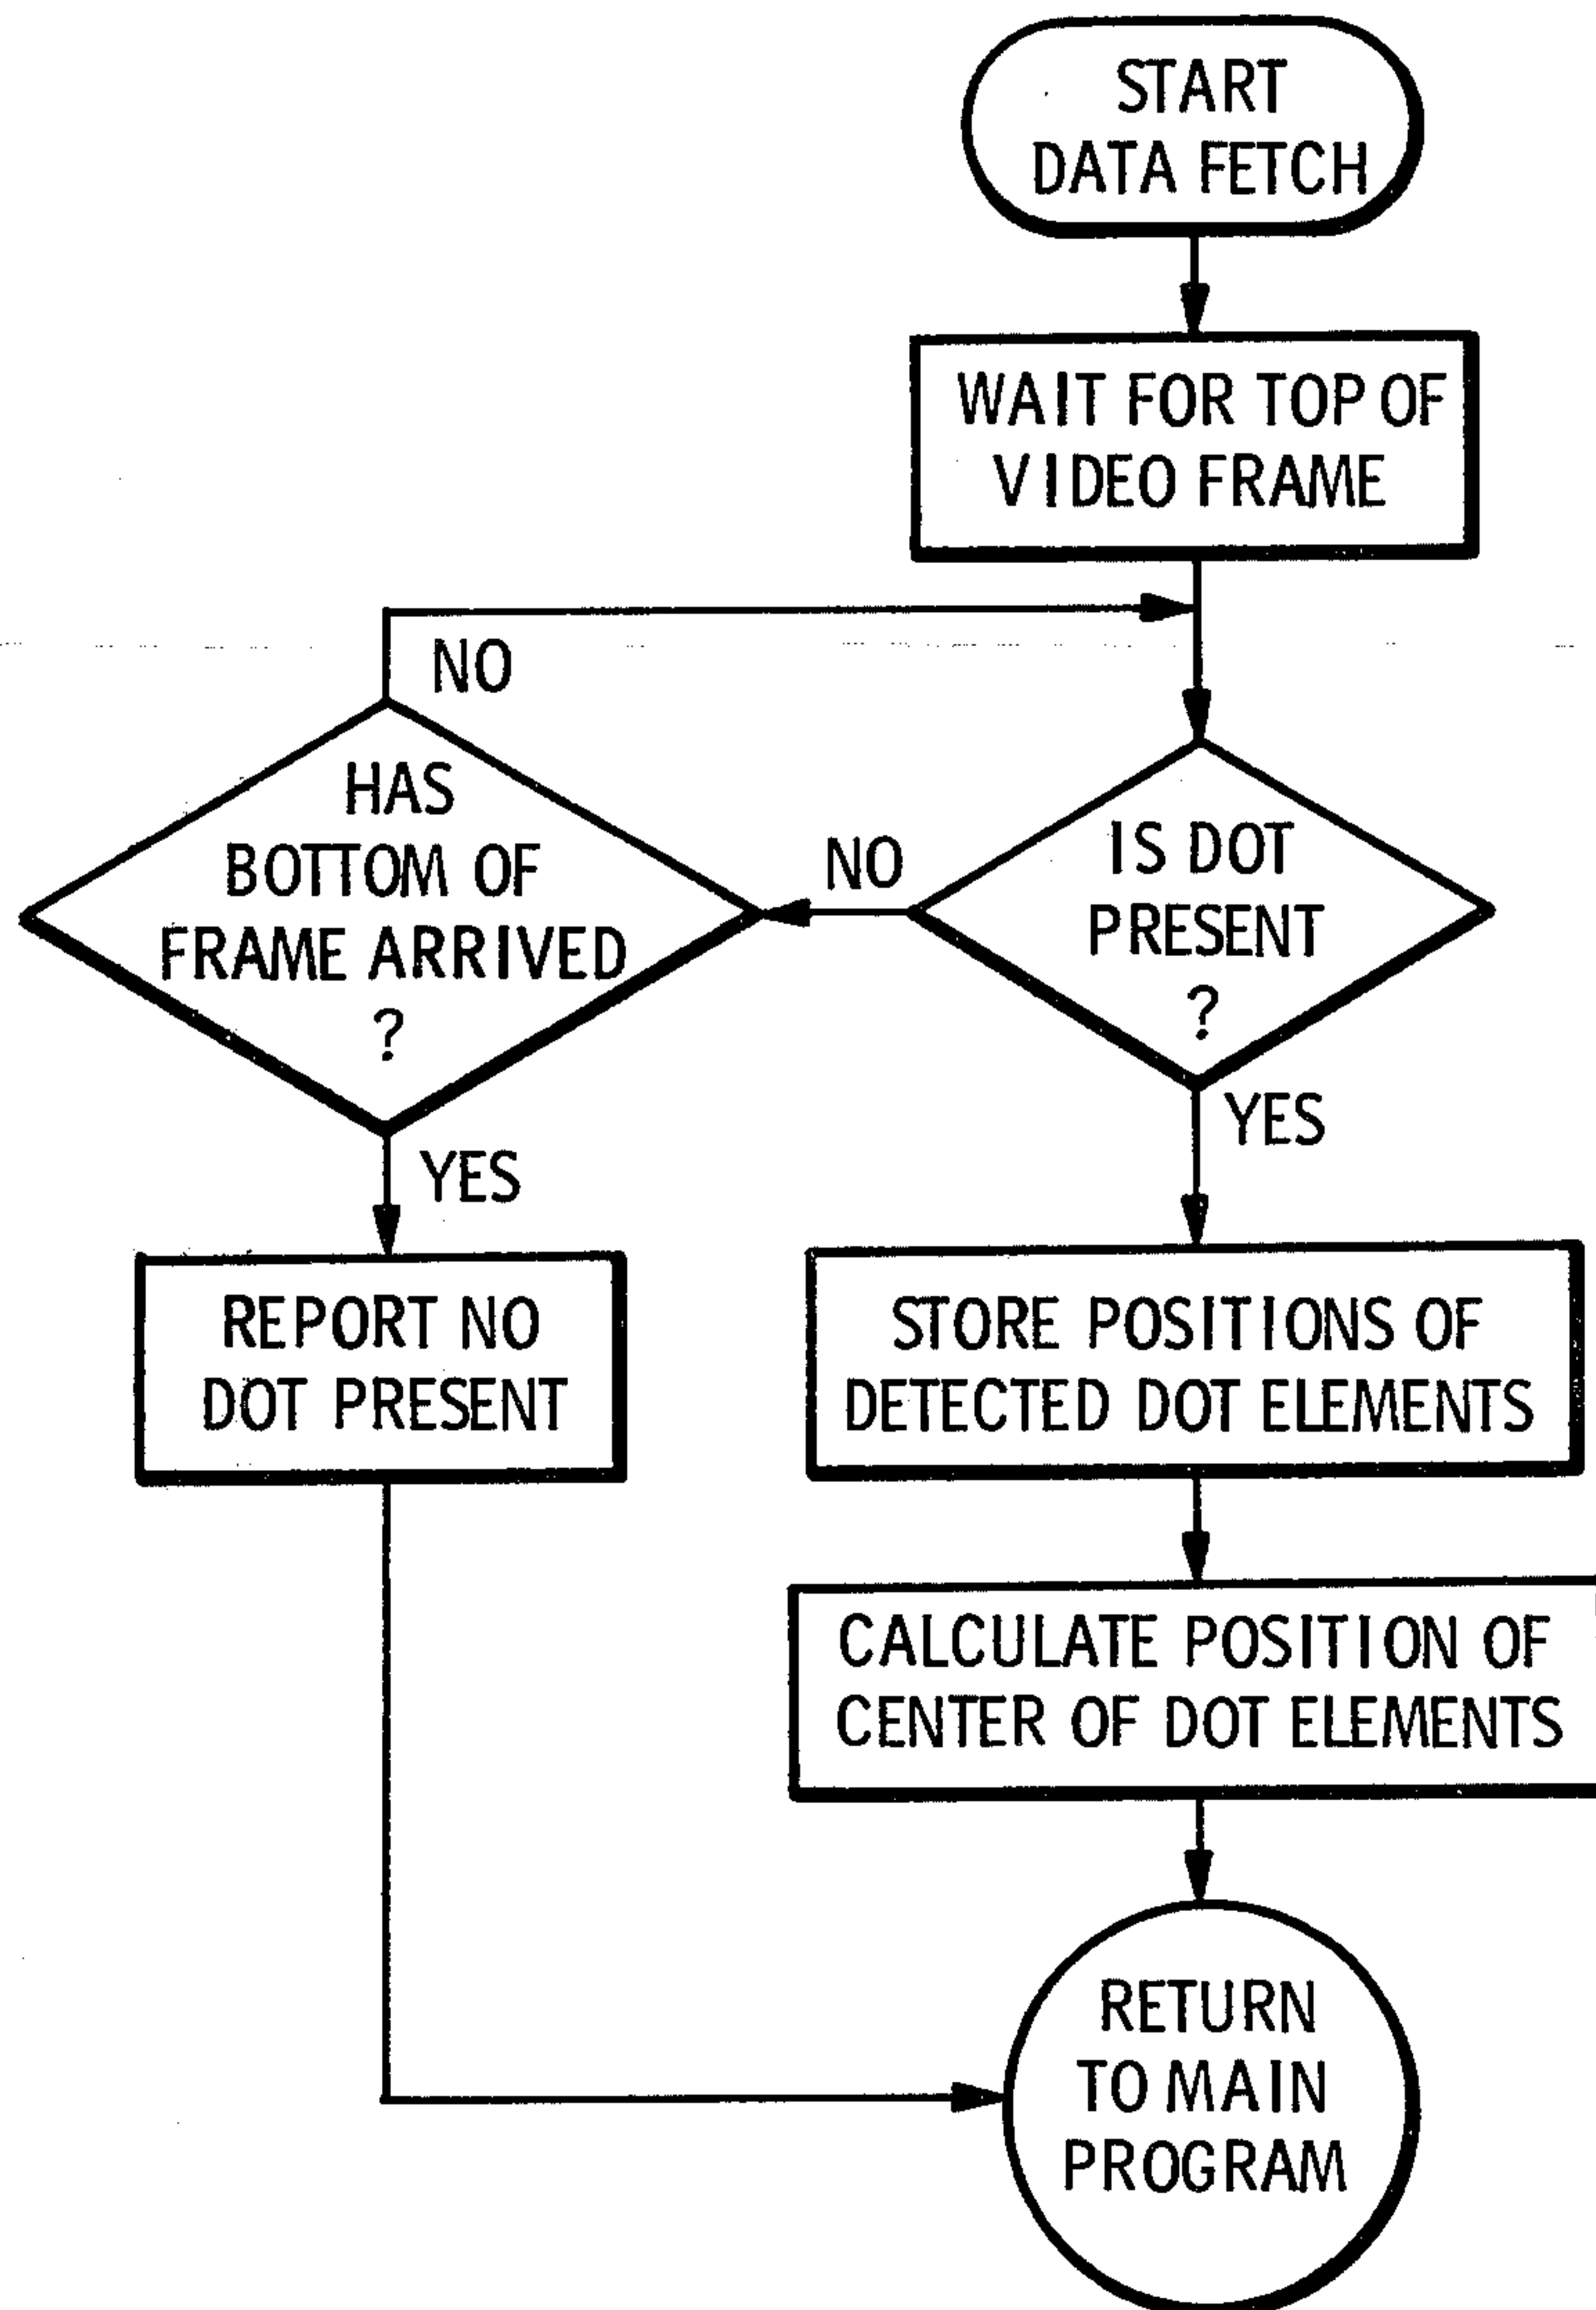 START
DATA FETCH
WAIT FOR TOP OF
VIDEO FRAME
NO
HAS
BOTTOM OF
FRAME ARRIVED
?
NO
IS DOT
PRESENT
?
YES
YES
REPORT NO
DOT PRESENT
STORE POSITIONS OF
DETECTED DOT ELEMENTS
CALCULATE POSITION OF
CENTER OF DOT ELEMENTS
RETURN
TO MAIN
PROGRAM